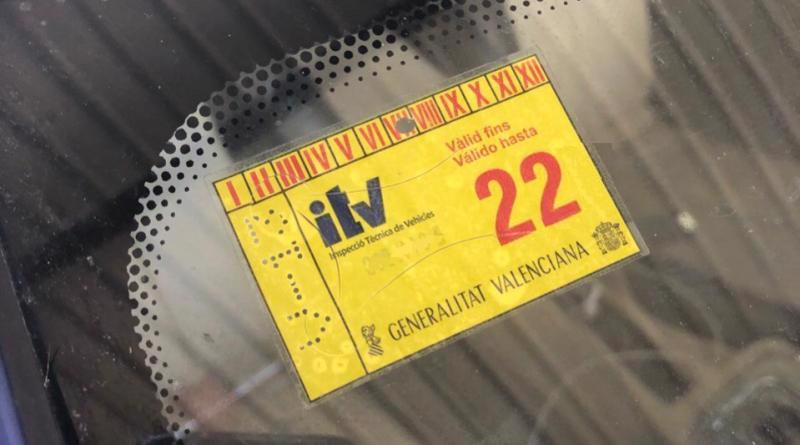 I II III IV V VI VII VIII IX X XI XII
Vàlid fins
Válido hasta
22
itv
Inspecció Tècnica de Vehicles
GENERALITAT VALENCIANA